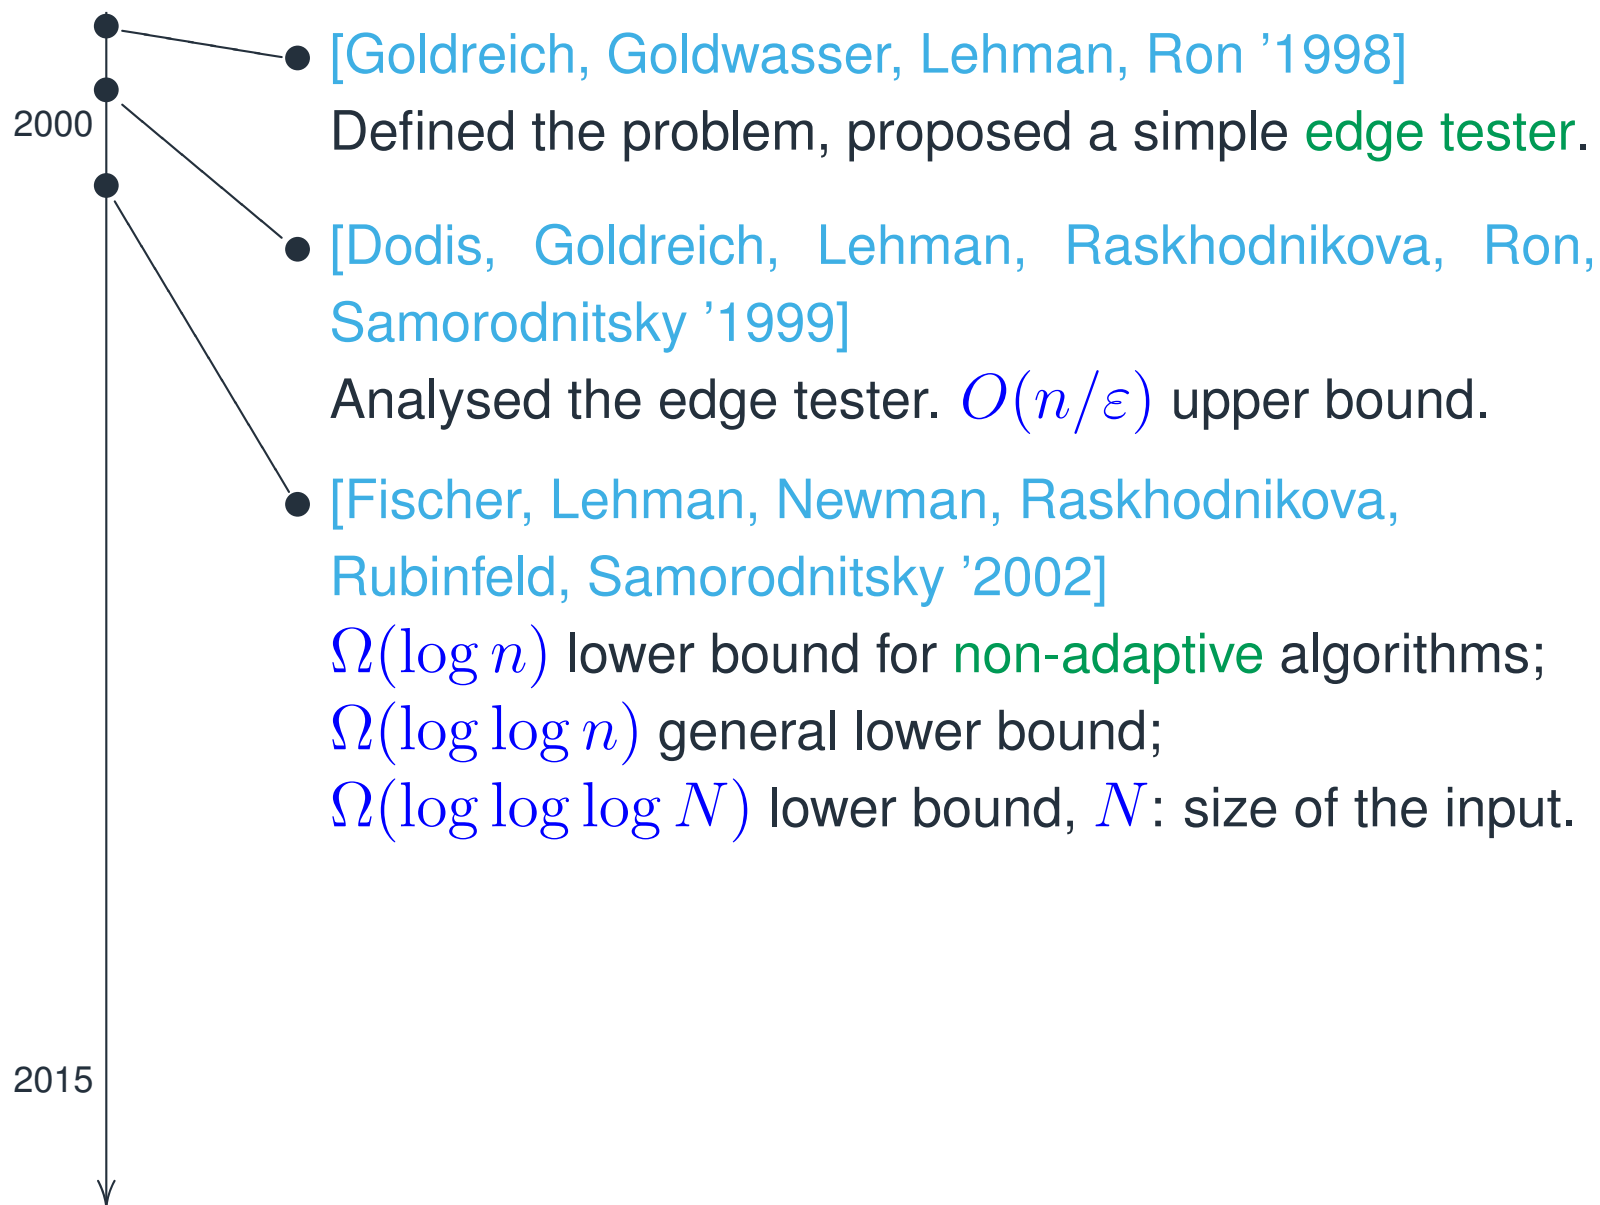 [Goldreich, Goldwasser, Lehman, Ron ’1998]
2000
Defined the problem, proposed a simple edge tester.
[Dodis, Goldreich, Lehman, Raskhodnikova, Ron,
Samorodnitsky ’1999]
Analysed the edge tester. O(n/ε) upper bound.
[Fischer, Lehman, Newman, Raskhodnikova,
Rubinfeld, Samorodnitsky ’2002]
Ω(log n) lower bound for non-adaptive algorithms;
Ω(log log n) general lower bound;
Ω(log log log N) lower bound, N: size of the input.
2015